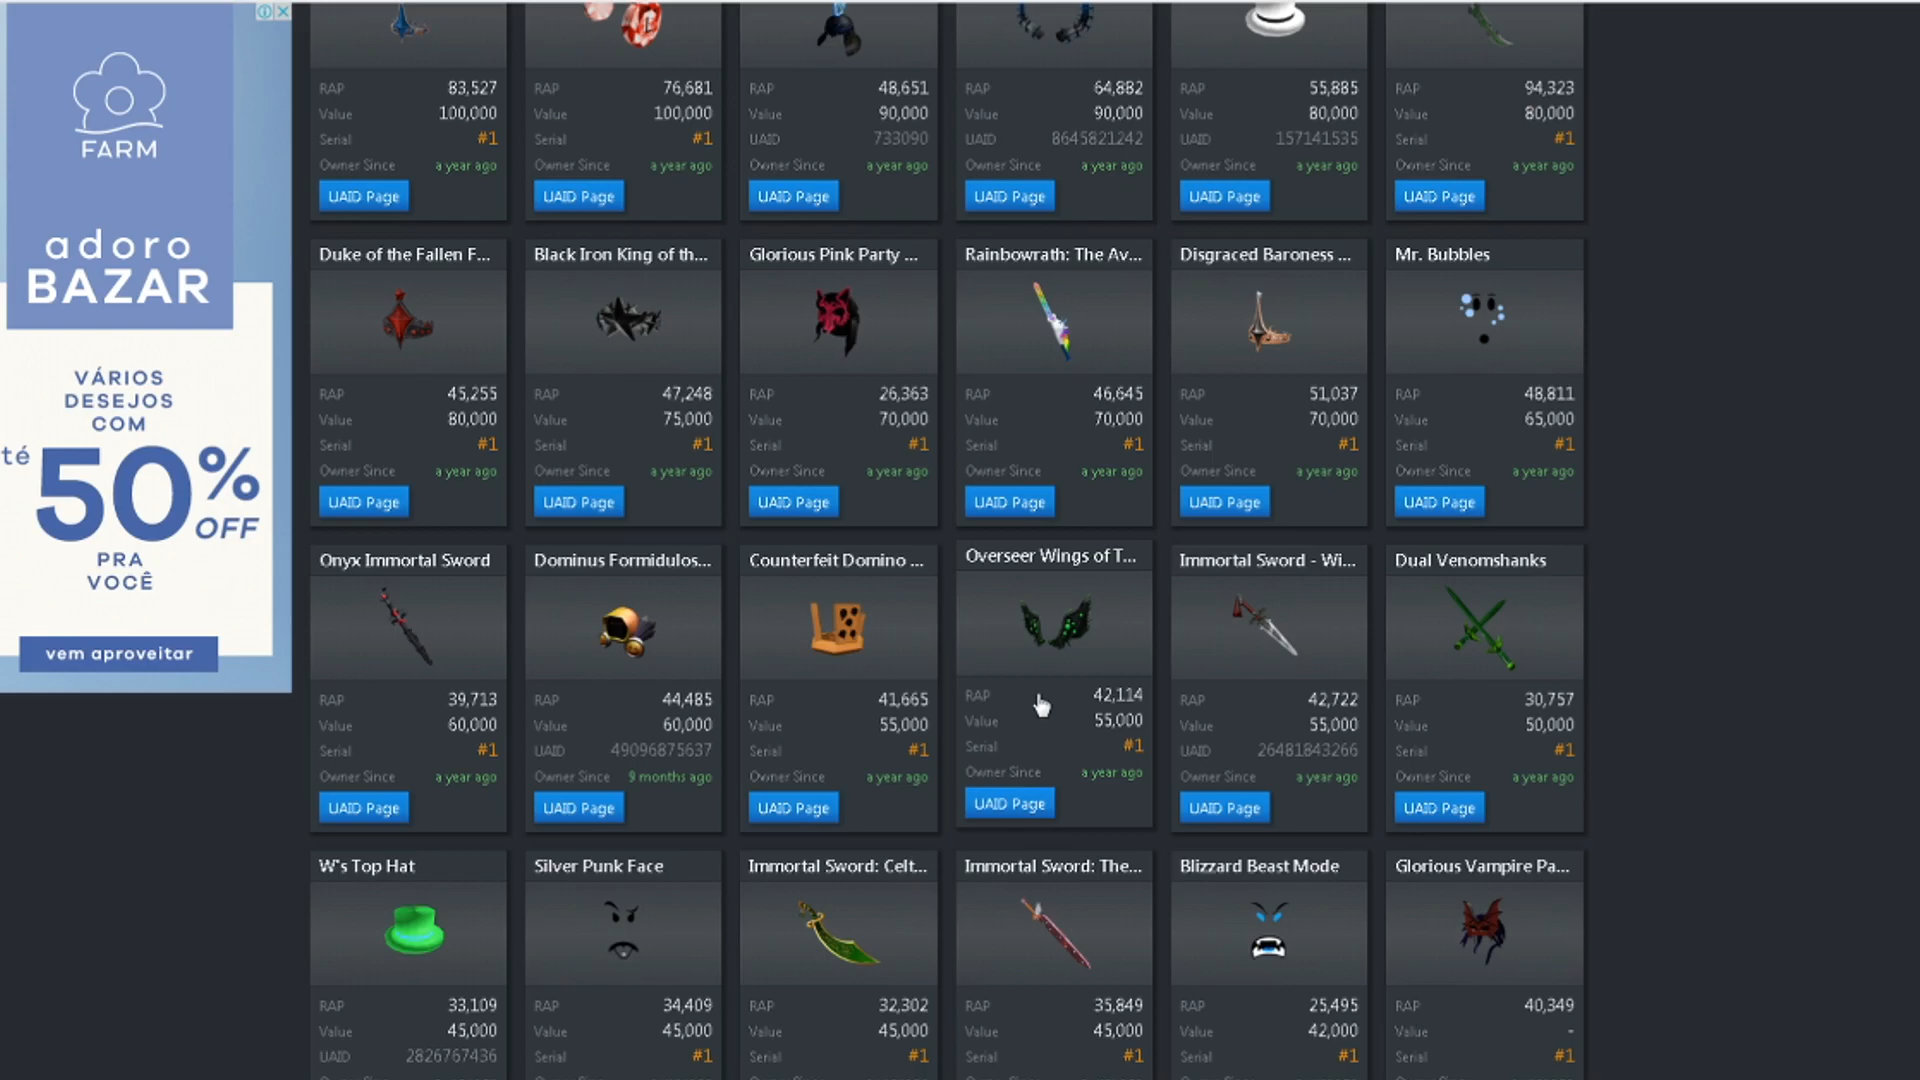 FARM
adoro
BAZAR
VÁRIOS
DESEJOS
COM
té 50% OFF
PRA
VOCÊ
vem aproveitar
RAP 83,527
Value 100,000
Serial #1
Owner Since a year ago
UAID Page
RAP 76,681
Value 100,000
Serial #1
Owner Since a year ago
UAID Page
RAP 48,651
Value 90,000
UAID 733090
Owner Since a year ago
UAID Page
RAP 64,882
Value 90,000
UAID 8645821242
Owner Since a year ago
UAID Page
RAP 55,885
Value 80,000
UAID 157141535
Owner Since a year ago
UAID Page
RAP 94,323
Value 80,000
Serial #1
Owner Since a year ago
UAID Page
Duke of the Fallen F...
RAP 45,255
Value 80,000
Serial #1
Owner Since a year ago
UAID Page
Black Iron King of th...
RAP 47,248
Value 75,000
Serial #1
Owner Since a year ago
UAID Page
Glorious Pink Party ...
RAP 26,363
Value 70,000
Serial #1
Owner Since a year ago
UAID Page
Rainbowrath: The Av...
RAP 46,645
Value 70,000
Serial #1
Owner Since a year ago
UAID Page
Disgraced Baroness ...
RAP 51,037
Value 70,000
Serial #1
Owner Since a year ago
UAID Page
Mr. Bubbles
RAP 48,811
Value 65,000
Serial #1
Owner Since a year ago
UAID Page
Onyx Immortal Sword
RAP 39,713
Value 60,000
Serial #1
Owner Since a year ago
UAID Page
Dominus Formidulos...
RAP 44,485
Value 60,000
UAID 49096875637
Owner Since 9 months ago
UAID Page
Counterfeit Domino ...
RAP 41,665
Value 55,000
Serial #1
Owner Since a year ago
UAID Page
Overseer Wings of T...
RAP 42,114
Value 55,000
Serial #1
Owner Since a year ago
UAID Page
Immortal Sword - Wi...
RAP 42,722
Value 55,000
UAID 26481843266
Owner Since a year ago
UAID Page
Dual Venomshanks
RAP 30,757
Value 50,000
Serial #1
Owner Since a year ago
UAID Page
W's Top Hat
RAP 33,109
Value 45,000
UAID 2826767436
Silver Punk Face
RAP 34,409
Value 45,000
Serial #1
Immortal Sword: Celt...
RAP 32,302
Value 45,000
Serial #1
Immortal Sword: The...
RAP 35,849
Value 45,000
Serial #1
Blizzard Beast Mode
RAP 25,495
Value 42,000
Serial #1
Glorious Vampire Pa...
RAP 40,349
Value -
Serial #1